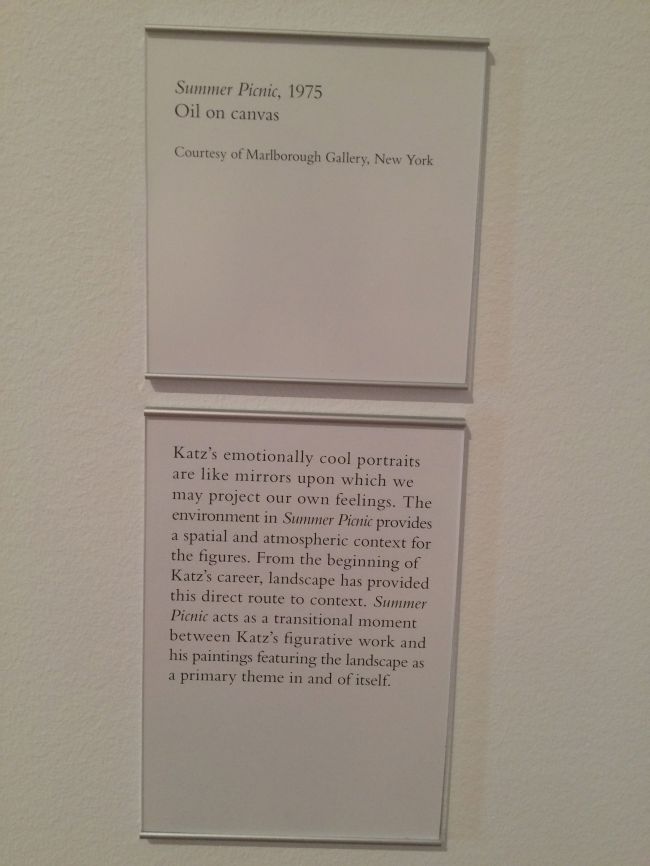 Summer Picnic, 1975
Oil on canvas
Courtesy of Marlborough Gallery, New York
Katz's emotionally cool portraits
are like mirrors upon which we
may project our own feelings. The
environment in Summer Picnic provides
a spatial and atmospheric context for
the figures. From the beginning of
Katz's career, landscape has provided
this direct route to context. Summer
Picnic acts as a transitional moment
between Katz's figurative work and
his paintings featuring the landscape as
a primary theme in and of itself.